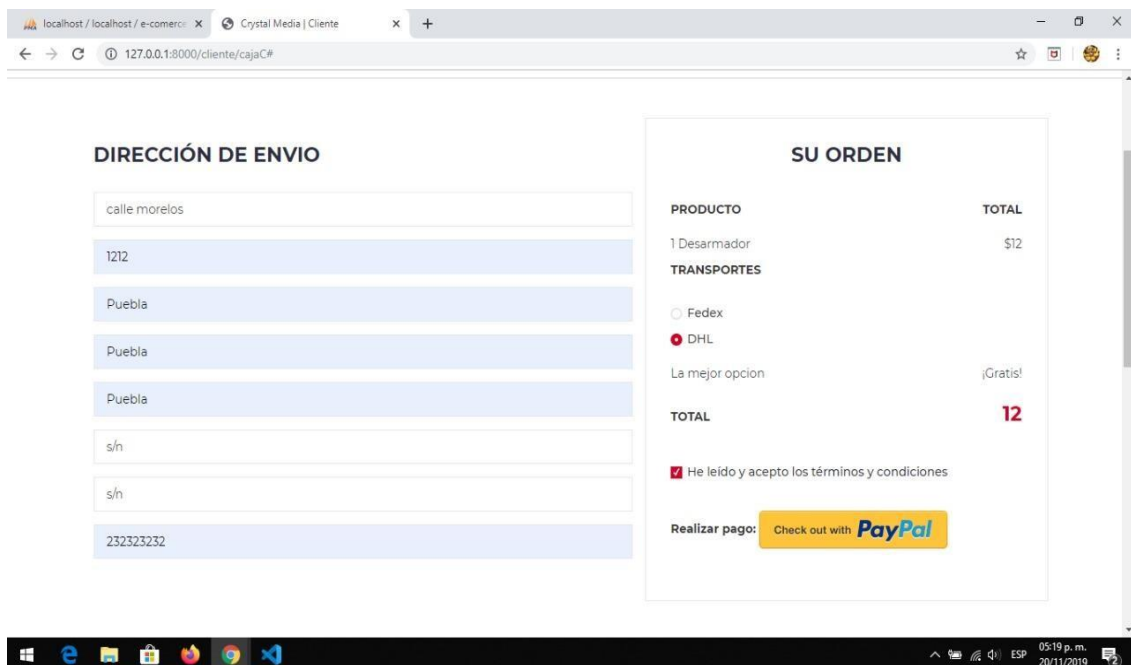 localhost / localhost / e-comerce
Crystal Media | Cliente
127.0.0.1:8000/cliente/cajaC#
DIRECCIÓN DE ENVIO
calle morelos
1212
Puebla
Puebla
Puebla
s/n
s/n
232323232
SU ORDEN
PRODUCTO TOTAL
1 Desarmador $12
TRANSPORTES
Fedex
DHL
La mejor opcion ¡Gratis!
TOTAL 12
He leído y acepto los términos y condiciones
Realizar pago: Check out with PayPal
ESP
05:19 p. m.
20/11/2019
2